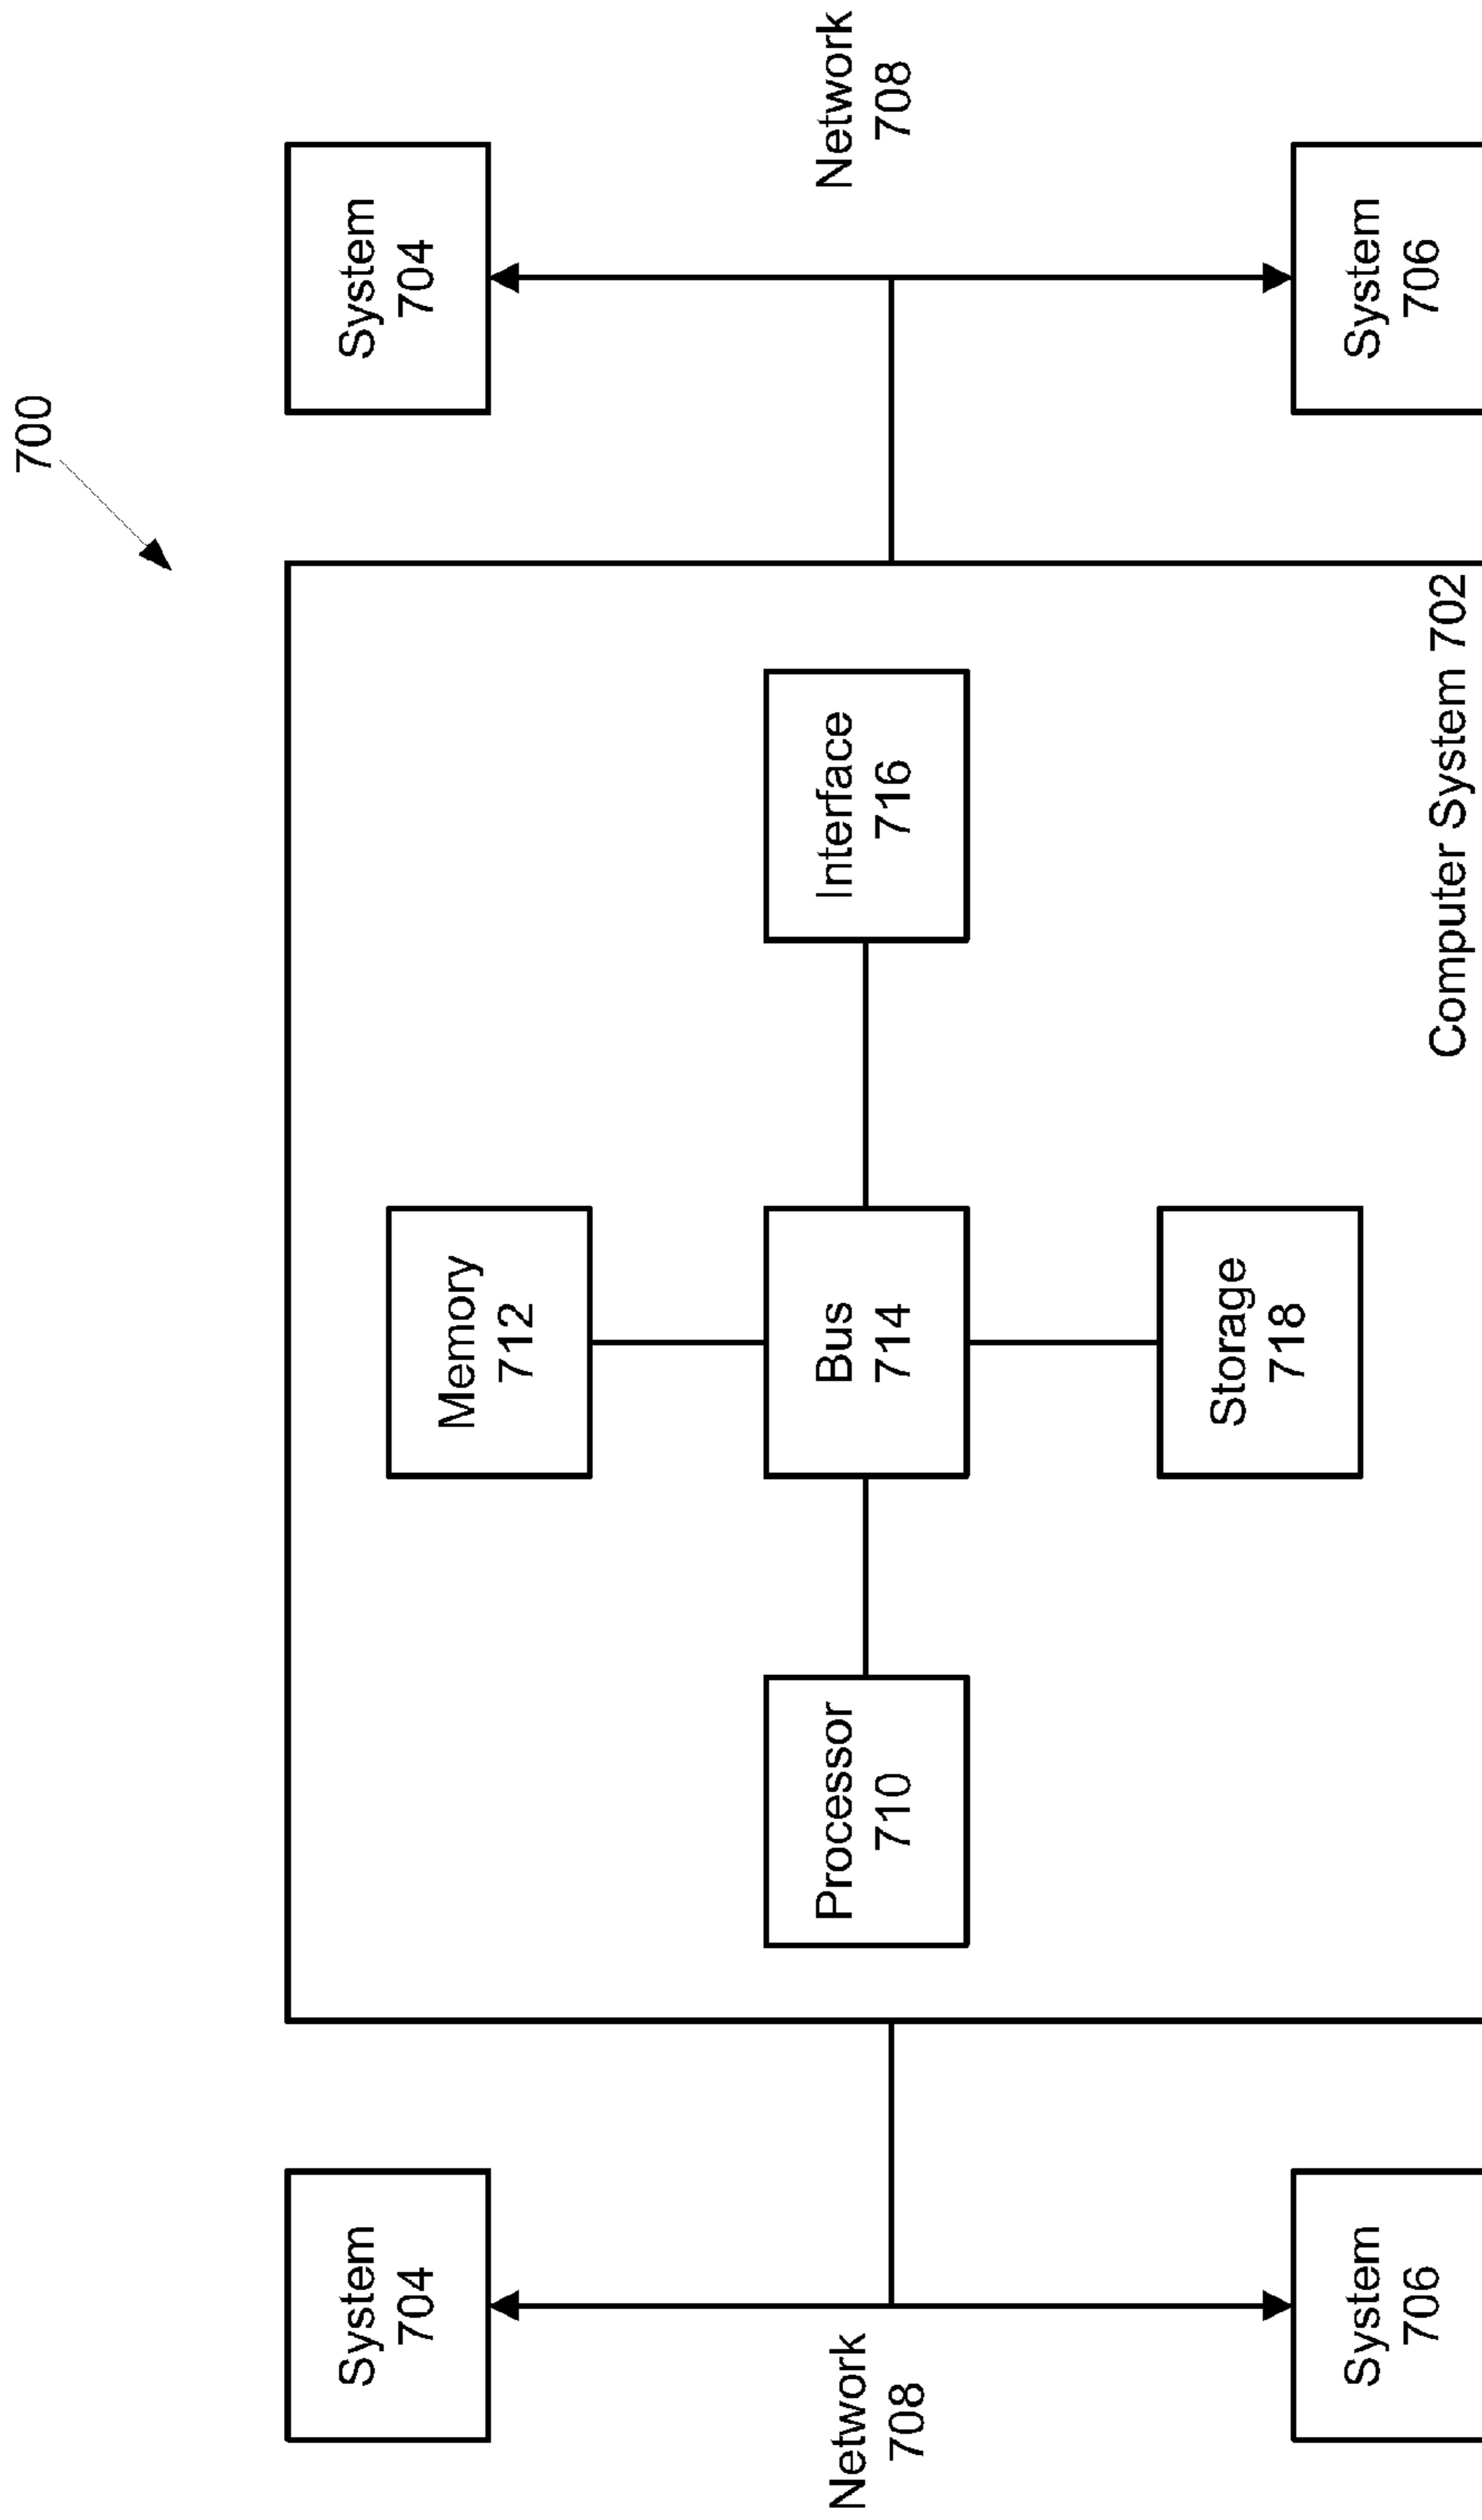 700
System
704
Memory
712
System
704
Network
708
Processor
710
Bus
714
Interface
716
Network
708
Storage
718
System
706
Computer System 702
System
706